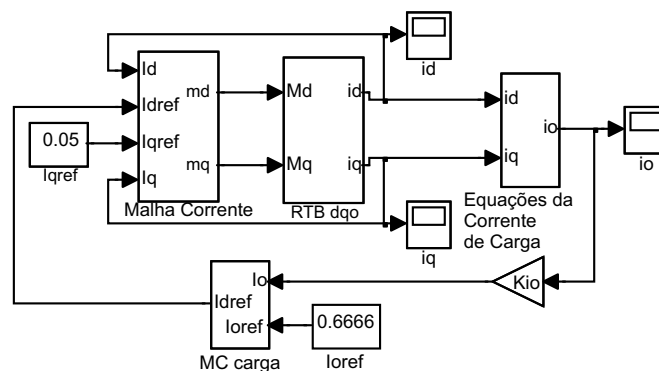 id
Id
Idref
Iqref
Iq
md
mq
Malha Corrente
0.05
Iqref
Md
Mq
id
iq
RTB dqo
iq
id
iq
io
Equações da
Corrente
de Carga
io
Kio
Io
Idref
Ioref
MC carga
0.6666
Ioref